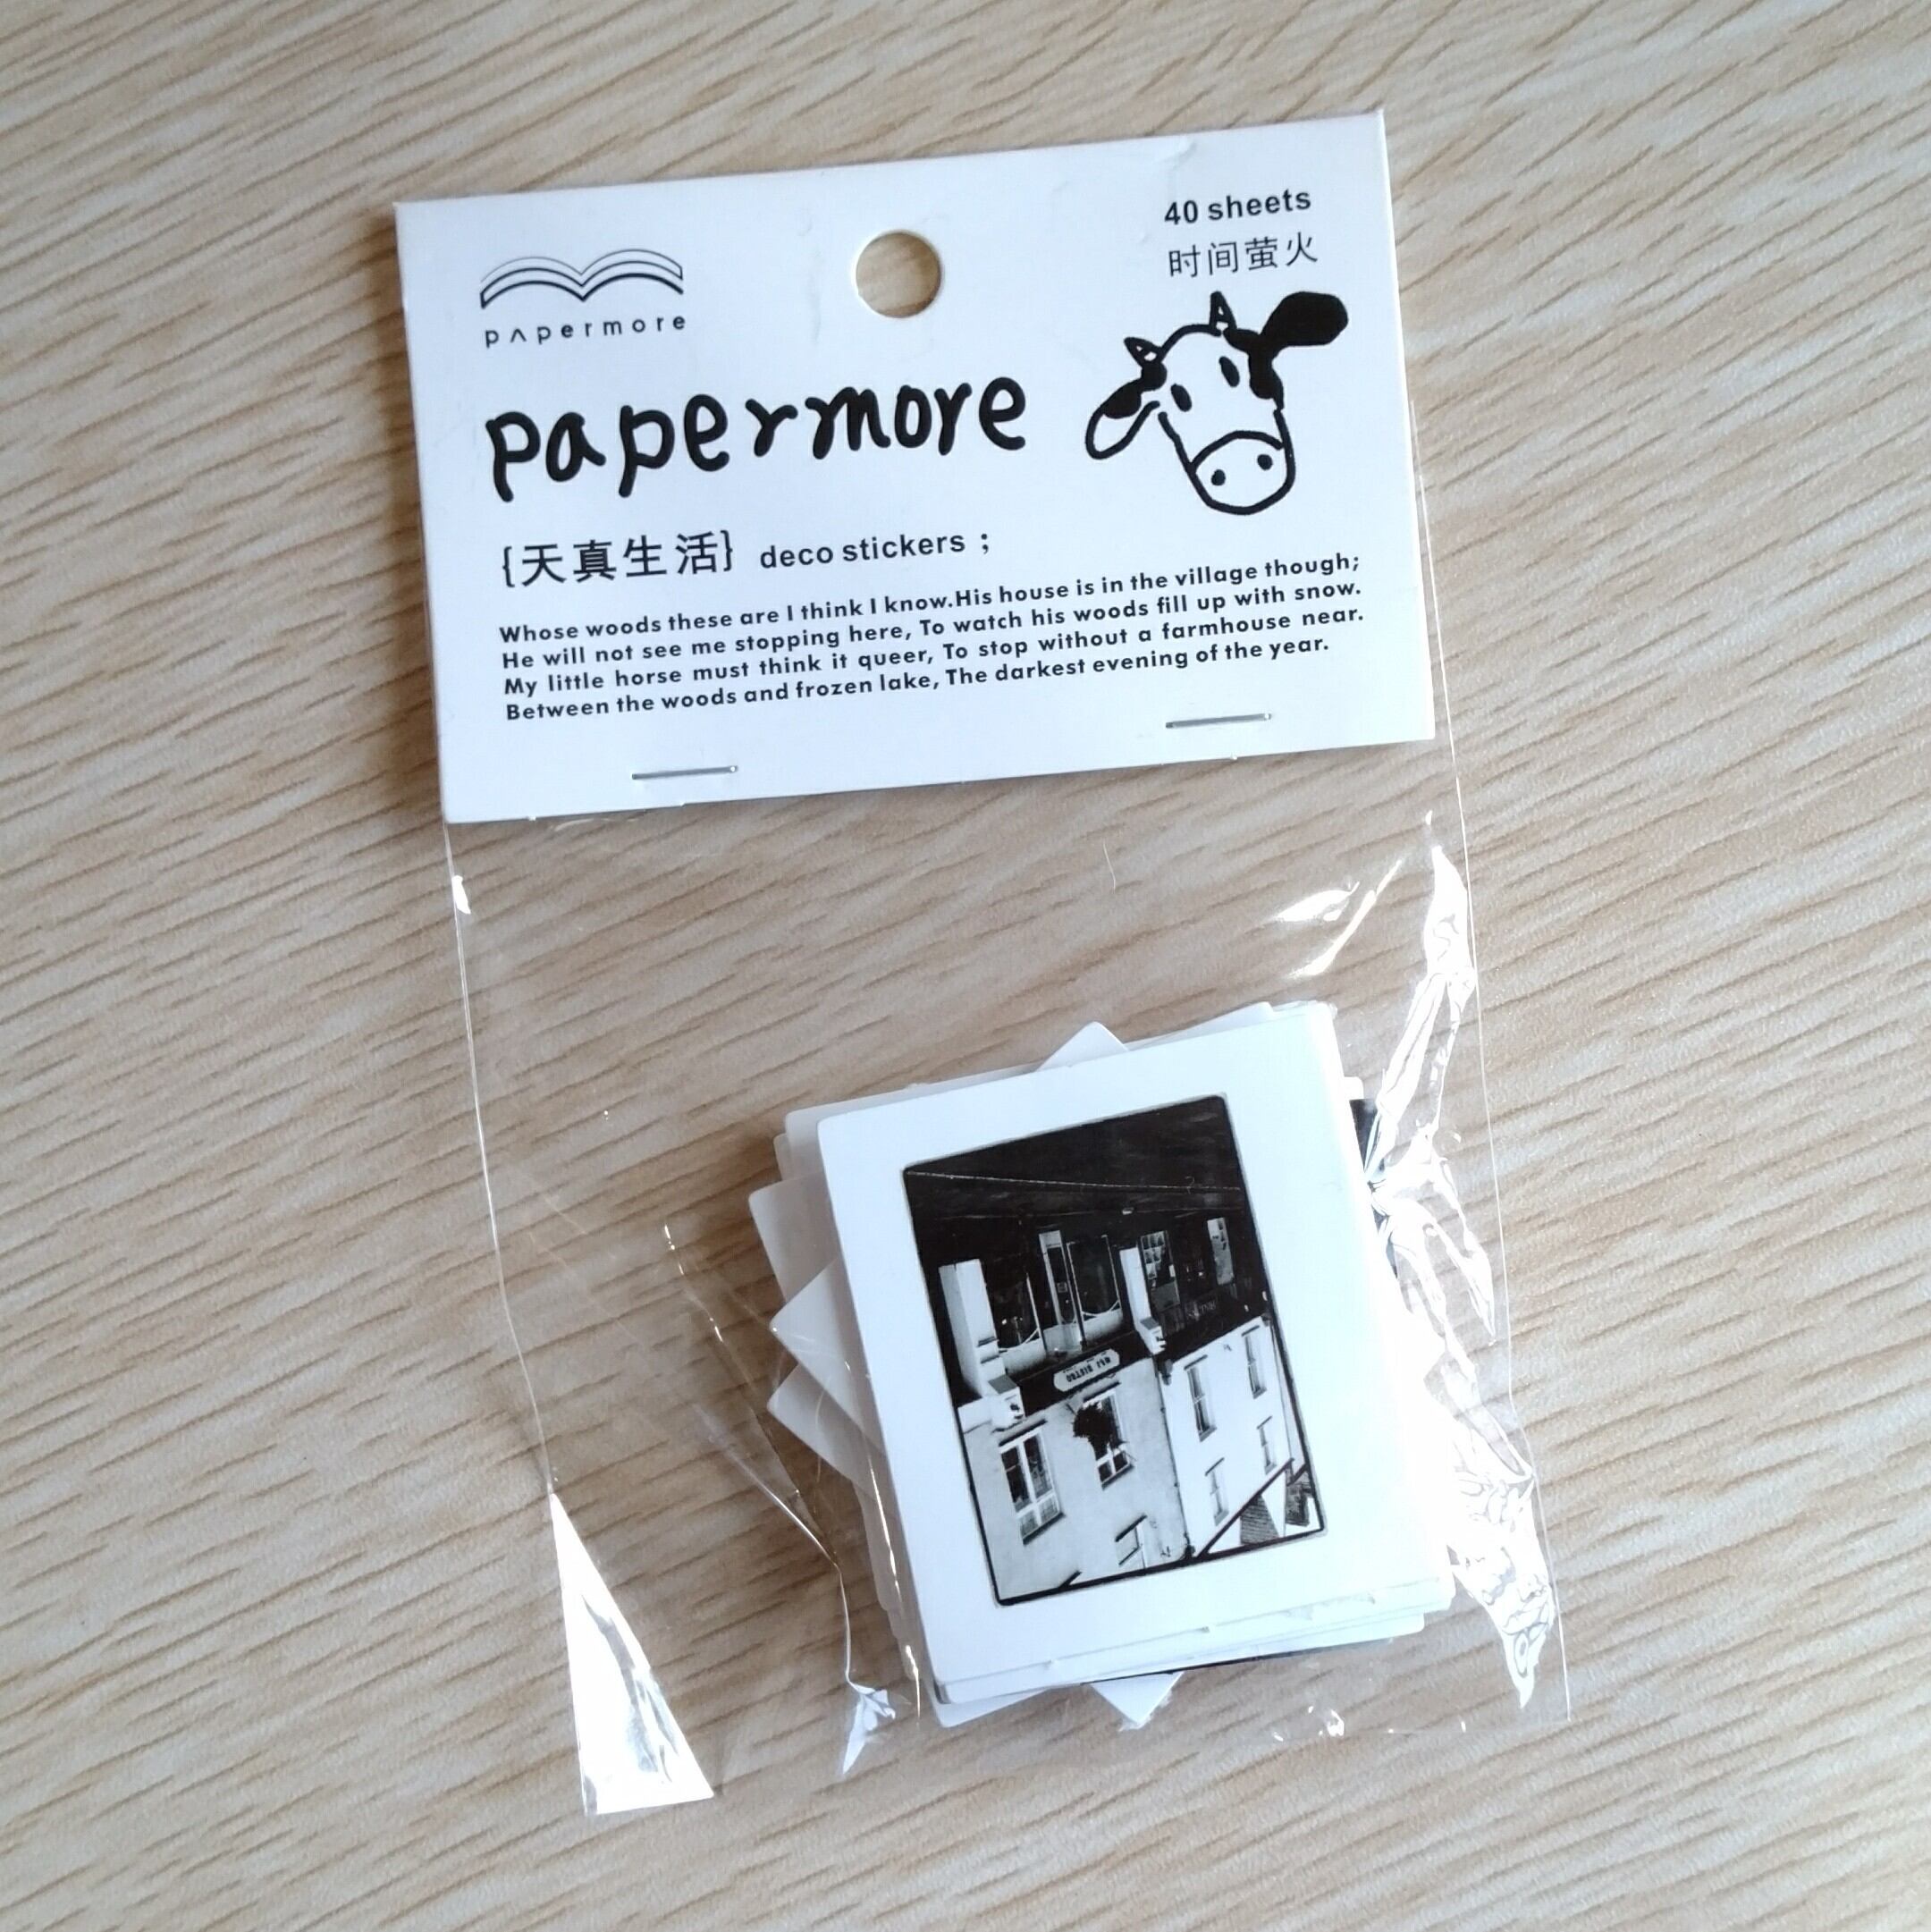 40 sheets
时间萤火
pʌpermore
papermore
{天真生活} deco stickers ;
Whose woods these are I think I know.His house is in the village though;
He will not see me stopping here, To watch his woods fill up with snow.
My little horse must think it queer, To stop without a farmhouse near.
Between the woods and frozen lake, The darkest evening of the year.
DELI BISTRO